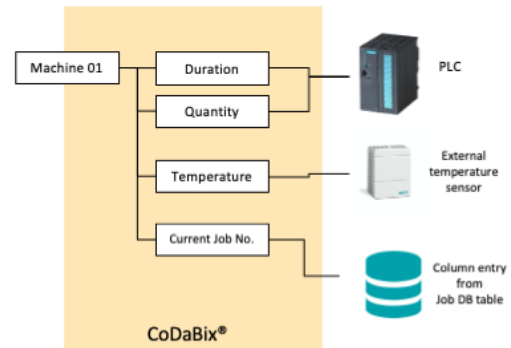 Machine 01
Duration
Quantity
Temperature
Current Job No.
CoDaBix®
PLC
External
temperature
sensor
Column entry
from
Job DB table